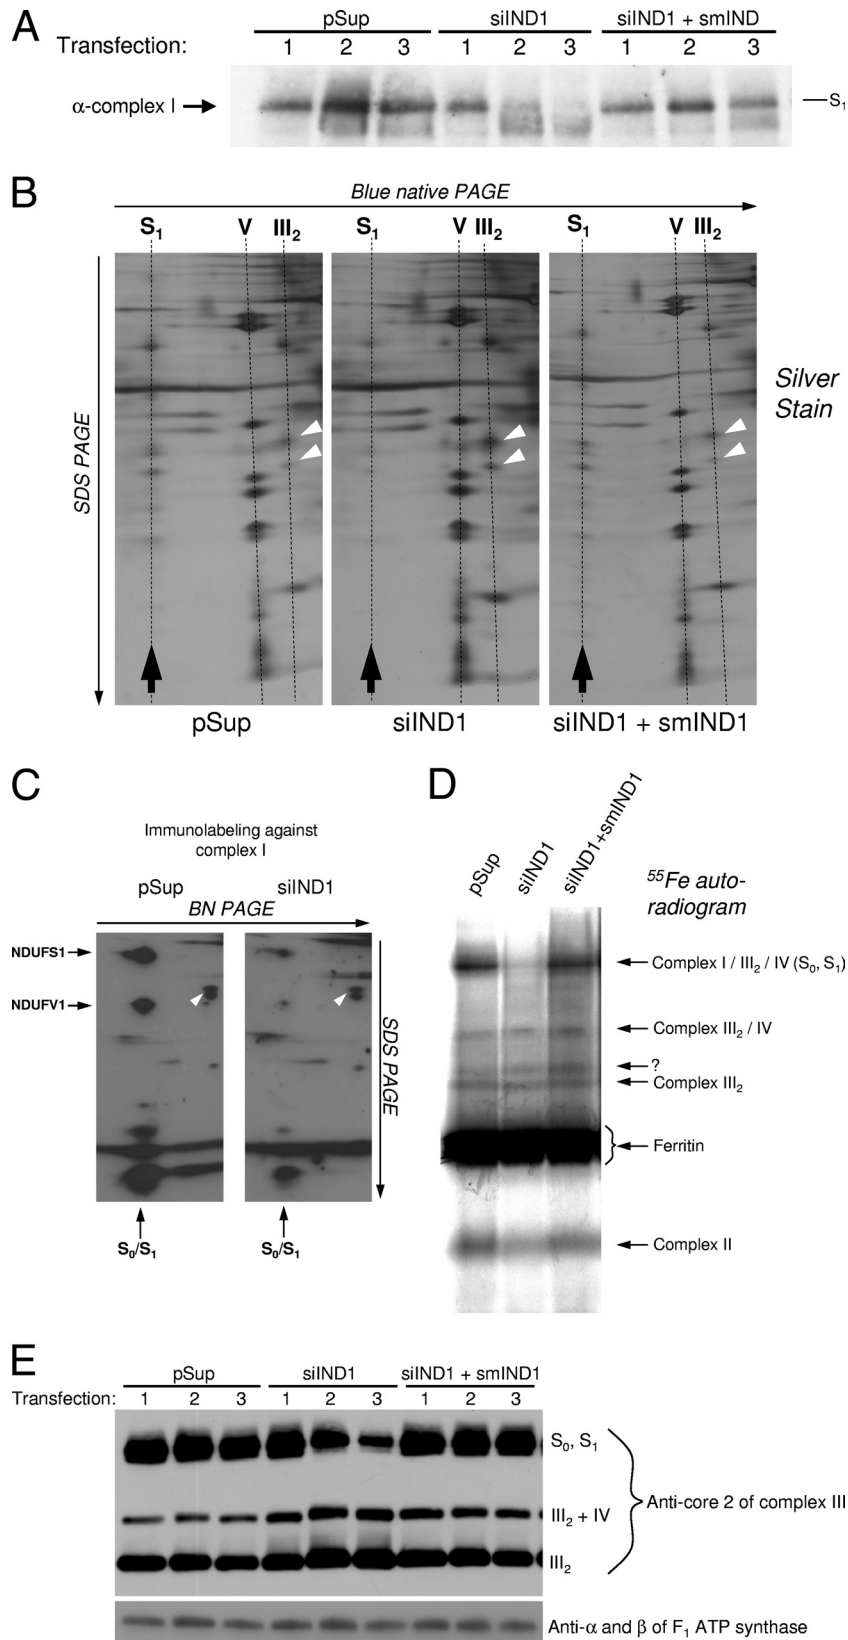 A
pSup siIND1 siIND1 + smIND
Transfection: 1 2 3 1 2 3 1 2 3
α-complex I S1
B
Blue native PAGE
S1 V III2 S1 V III2 S1 V III2
SDS PAGE
Silver
Stain
pSup siIND1 siIND1 + smIND1
C
Immunolabeling against
complex I
pSup siIND1
BN PAGE
NDUFS1
NDUFV1
SDS PAGE
S0/S1 S0/S1
D
pSup siIND1 siIND1+smIND1
55Fe auto-
radiogram
Complex I / III2 / IV (S0, S1)
Complex III2 / IV
?
Complex III2
Ferritin
Complex II
E
pSup siIND1 siIND1 + smIND1
Transfection: 1 2 3 1 2 3 1 2 3
S0, S1
III2 + IV
III2
Anti-core 2 of complex III
Anti-α and β of F1 ATP synthase